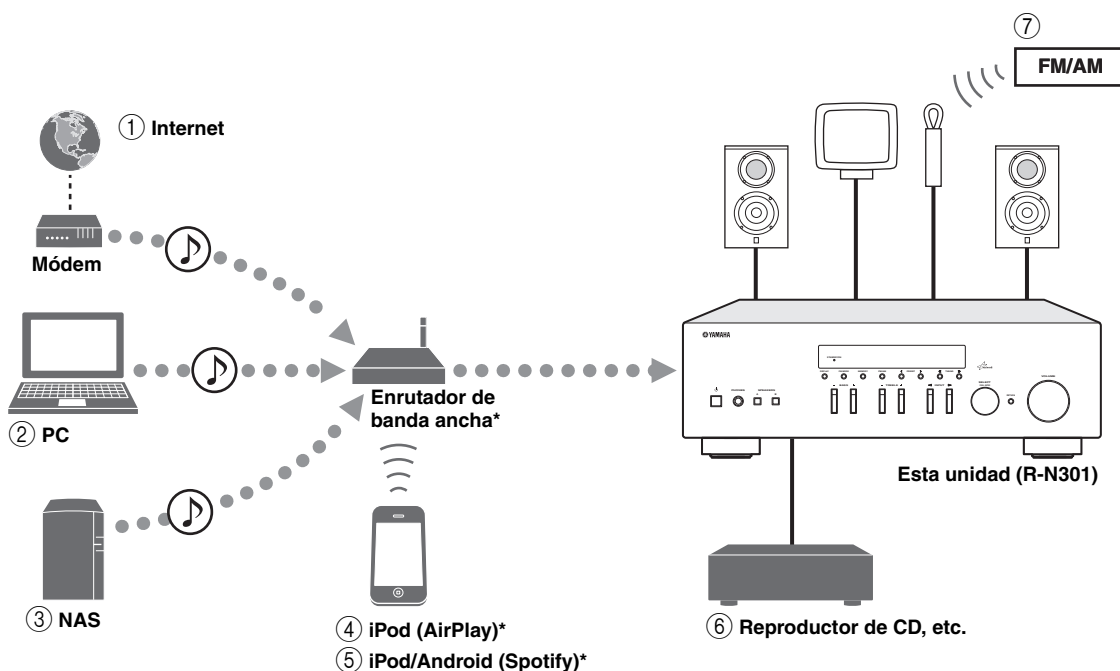 ⑦
FM/AM
① Internet
Módem
YAMAHA
Enrutador de
banda ancha*
② PC
Esta unidad (R-N301)
③ NAS
④ iPod (AirPlay)*
⑤ iPod/Android (Spotify)*
⑥ Reproductor de CD, etc.